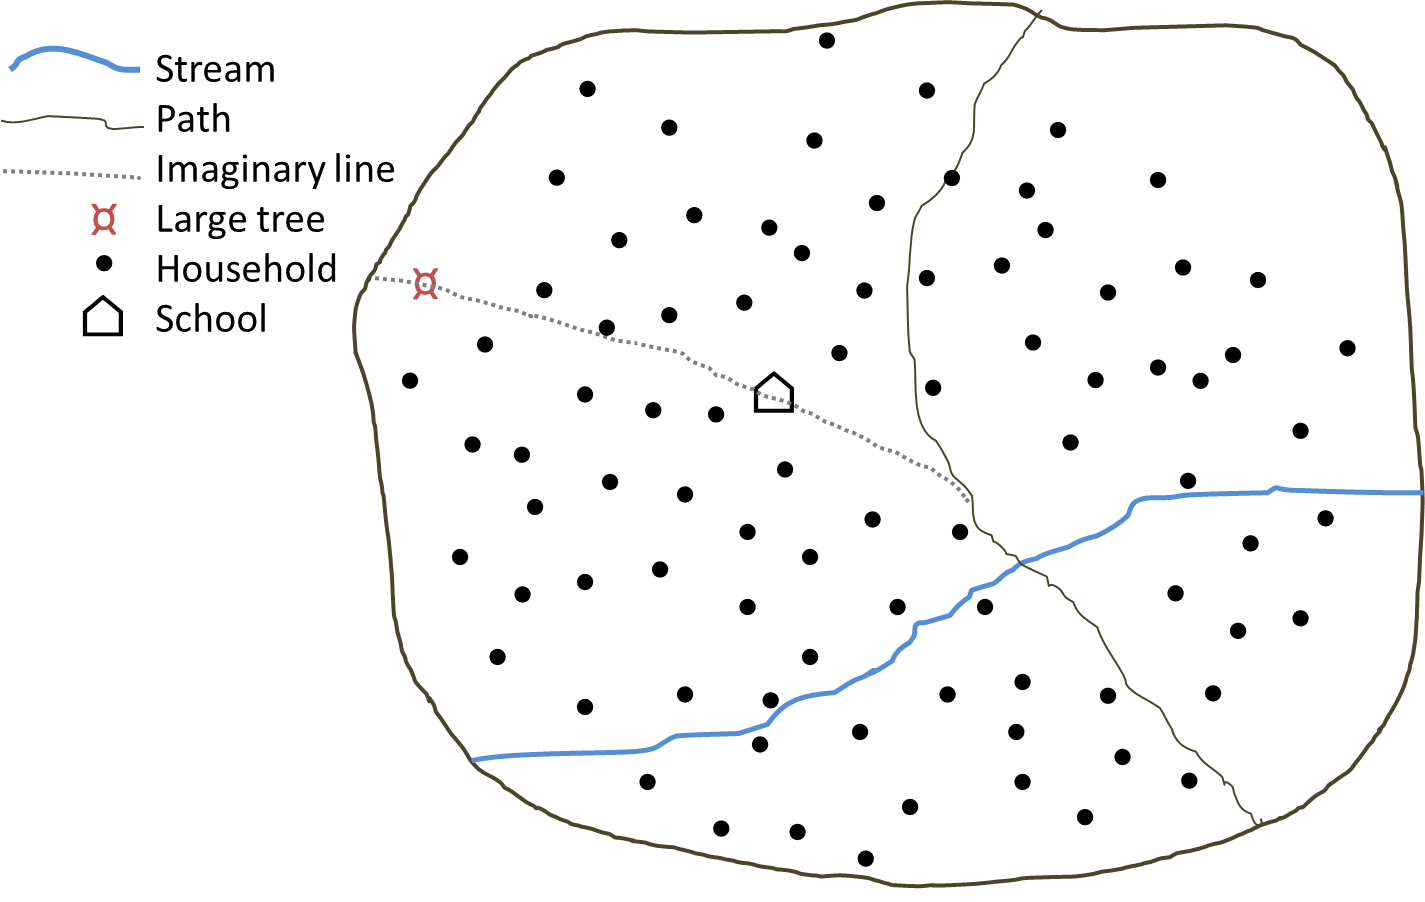 Stream
Path
Imaginary line
Large tree
Household
School